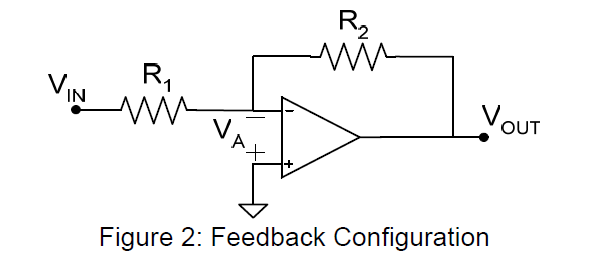 R2
VIN
R1
VOUT
−
VA
−
+
+
Figure 2: Feedback Configuration